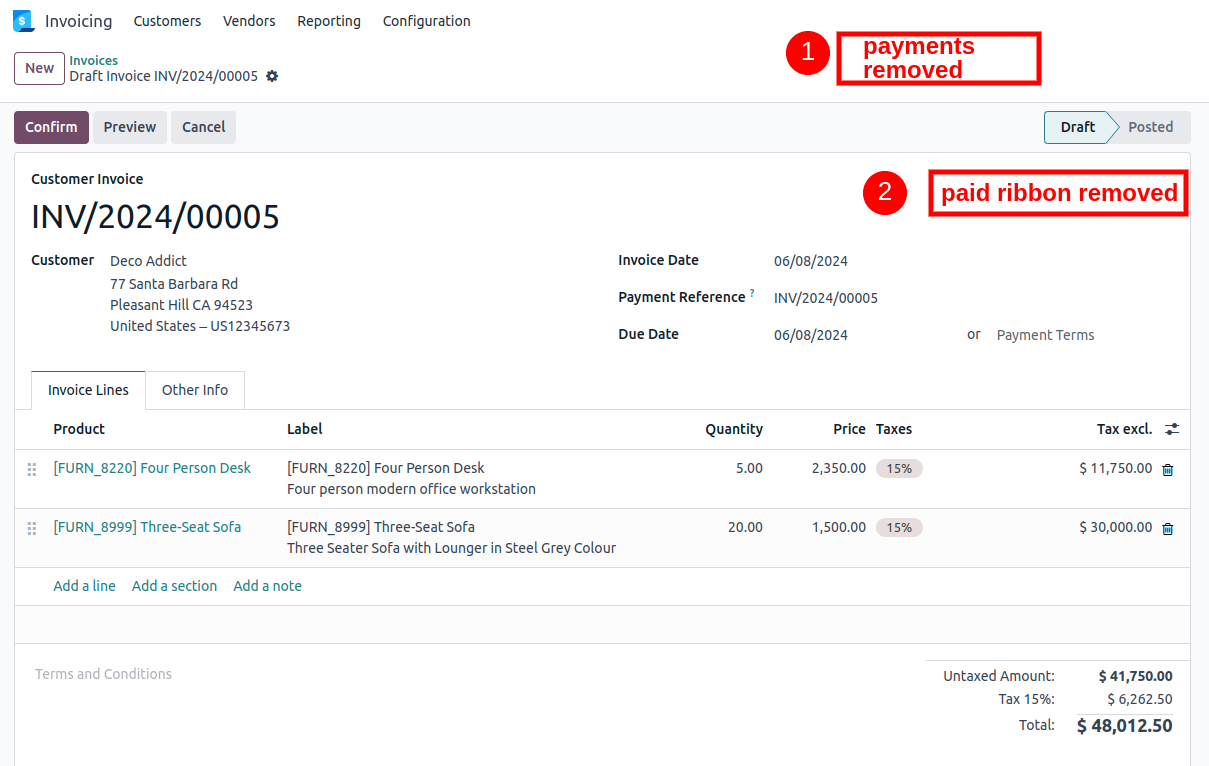 Invoicing Customers Vendors Reporting Configuration
1 payments
removed
New Invoices
Draft Invoice INV/2024/00005
Confirm Preview Cancel Draft Posted
Customer Invoice
2 paid ribbon removed
INV/2024/00005
Customer Deco Addict Invoice Date 06/08/2024
77 Santa Barbara Rd
Pleasant Hill CA 94523 Payment Reference ? INV/2024/00005
United States – US12345673
Due Date 06/08/2024 or Payment Terms
Invoice Lines Other Info
Product Label Quantity Price Taxes Tax excl.
[FURN_8220] Four Person Desk [FURN_8220] Four Person Desk 5.00 2,350.00 15% $ 11,750.00
Four person modern office workstation
[FURN_8999] Three-Seat Sofa [FURN_8999] Three-Seat Sofa 20.00 1,500.00 15% $ 30,000.00
Three Seater Sofa with Lounger in Steel Grey Colour
Add a line Add a section Add a note
Terms and Conditions Untaxed Amount: $ 41,750.00
Tax 15%: $ 6,262.50
Total: $ 48,012.50